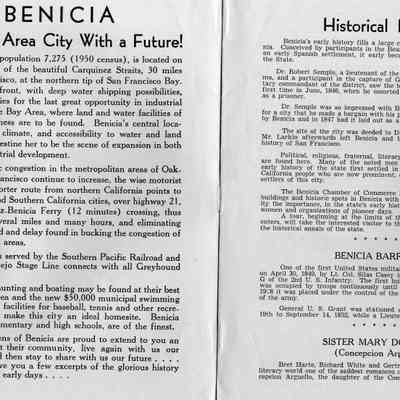 BENICIA
Area City With a Future!
population 7,275 (1950 census), is located on
of the beautiful Carquinez Straits, 30 miles
cisco, at the northern tip of San Francisco Bay.
front, with deep water shipping possibilities,
ties for the last great opportunity in industrial
Bay Area, where land and water facilities of
ness are to be found. Benicia's central loca-
climate, and accessibility to water and land
estine her to be the scene of expansion in both
trial development.
c congestion in the metropolitan areas of Oak-
rancisco continue to increase, the wise motorist
orter route from northern California points to
d Southern California cities, over highway 21,
z-Benicia Ferry (12 minutes) crossing, thus
everal miles and many hours, and eliminating
d and delay found in bucking the congestion of
areas.
s served by the Southern Pacific Railroad and
ejo Stage Line connects with all Greyhound
unting and boating may be found at their best
ea and the new $50,000 municipal swimming
facilities for baseball, tennis and other recre-
make this city an ideal homesite. Benicia
mentary and high schools, are of the finest.
ens of Benicia are proud to extend to you an
it their community, live again with us our
d then stay to share with us our future . . . .
ve you a few excerpts of the glorious history
early days . . . .
Historical
Benicia's early history fills a large
ies. Conceived by participants in the Bear
an early Spanish settlement, it early beca
the State.
Dr. Robert Semple, a lieutenant of the
ma, and a participant in the capture of G
tary commandant of the district, saw th
first time in June, 1846, when he escorted
as a prisoner.
Dr. Semple was so impressed with B
for a city that he made a bargain with his
by Benicia and in 1847 had it laid out as
The site of the city was deeded to D
Mr. Larkin afterwards left Benicia and
history of San Francisco.
Political, religious, fraternal, literary
are found here. Many of the noted men
early history of the state first settled in
California people who are now prominent,
settlers of this city.
The Benicia Chamber of Commerce
buildings and historic spots in Benicia with
ity the importance, in the state's early hist
women and organizations of pioneer days.
A tour, beginning at the limits of the
sters, will take the interested visitor to th
the historical annals of the state.
BENICIA BARR
One of the first United States milita
on April 30, 1849, by Lt. Col. Silas Casey
G of the 2nd U. S. Infantry. The first bu
was occupied by troops continuously until
1908 it was placed under the control of the
of the army.
General U. S. Grant was stationed
19th to September 14, 1852, while a Lieute
SISTER MARY DO
(Concepcion Arg
Bret Harte, Richard White and Gertr
literary world one of the saddest romances
cepcion Arguello, the daughter of the Co